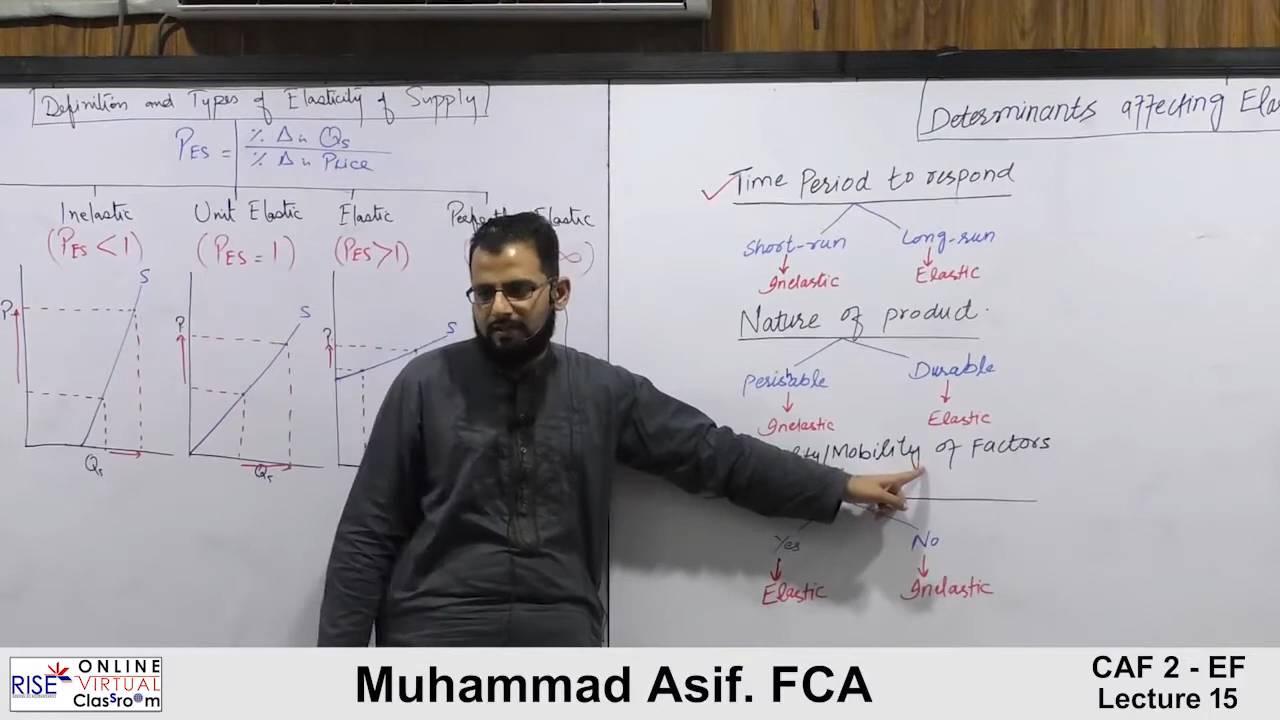 Definition and Types of Elasticity of Supply
PES = % Δ in Qs
% Δ in Price
Inelastic
Unit Elastic
Elastic
Elastic
(PES < 1)
(PES = 1)
(PES > 1)
∞)
P
S
Qs
P
S
Qs
P
S
Determinants affecting
✓ Time Period to respond
Short-run
Long-run
Inelastic
Elastic
Nature of product.
Perishable
Durable
Inelastic
Elastic
/Mobility of Factors
Yes
No
Elastic
Inelastic
RISE
ONLINE
VIRTUAL
Classroom
Muhammad Asif. FCA
CAF 2 - EF
Lecture 15